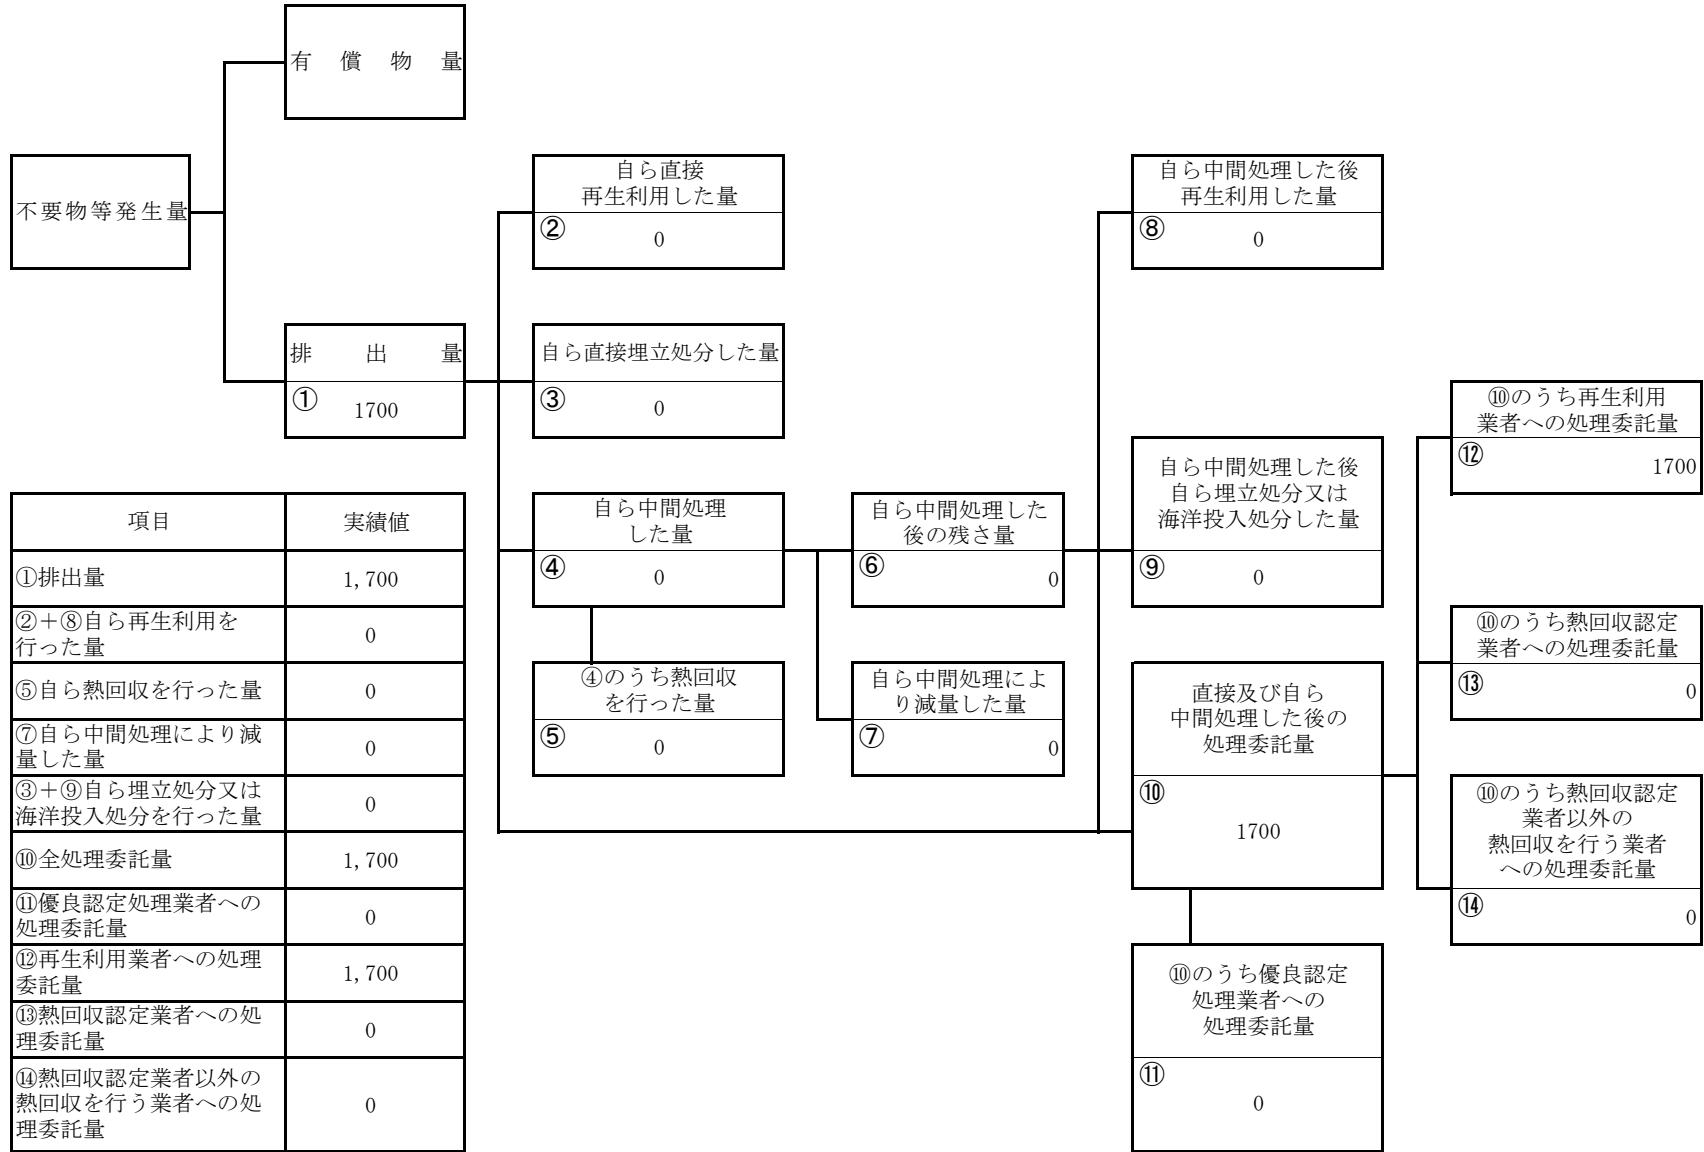 有償物量
不要物等発生量
排出量
①
1700
自ら直接
再生利用した量
②
0
自ら直接埋立処分した量
③
0
自ら中間処理
した量
④
0
④のうち熱回収
を行った量
⑤
0
自ら中間処理した
後の残さ量
⑥
0
自ら中間処理によ
り減量した量
⑦
0
自ら中間処理した後
再生利用した量
⑧
0
自ら中間処理した後
自ら埋立処分又は
海洋投入処分した量
⑨
0
直接及び自ら
中間処理した後の
処理委託量
⑩
1700
⑩のうち優良認定
処理業者への
処理委託量
⑪
0
⑩のうち再生利用
業者への処理委託量
⑫
1700
⑩のうち熱回収認定
業者への処理委託量
⑬
0
⑩のうち熱回収認定
業者以外の
熱回収を行う業者
への処理委託量
⑭
0
項目 実績値
①排出量 1,700
②＋⑧自ら再生利用を
行った量 0
⑤自ら熱回収を行った量 0
⑦自ら中間処理により減
量した量 0
③＋⑨自ら埋立処分又は
海洋投入処分を行った量 0
⑩全処理委託量 1,700
⑪優良認定処理業者への
処理委託量 0
⑫再生利用業者への処理
委託量 1,700
⑬熱回収認定業者への処
理委託量 0
⑭熱回収認定業者以外の
熱回収を行う業者への処
理委託量 0